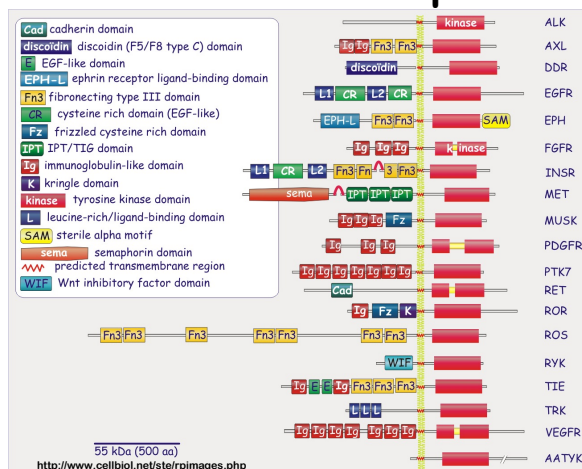 Cad cadherin domain
discoïdin discoidin (F5/F8 type C) domain
E EGF-like domain
EPH-L ephrin receptor ligand-binding domain
Fn3 fibronecting type III domain
CR cysteine rich domain (EGF-like)
Fz frizzled cysteine rich domain
IPT IPT/TIG domain
Ig immunoglobulin-like domain
K kringle domain
kinase tyrosine kinase domain
L leucine-rich/ligand-binding domain
SAM sterile alpha motif
sema semaphorin domain
predicted transmembrane region
WIF Wnt inhibitory factor domain
kinase ALK
Ig Ig Fn3 Fn3 AXL
discoïdin DDR
L1 CR L2 CR EGFR
EPH-L Fn3 Fn3 SAM EPH
Ig Ig Ig k inase FGFR
L1 CR L2 Fn3 Fn 3 Fn3 INSR
sema IPT IPT IPT MET
Ig Ig Ig Fz MUSK
Ig Ig Ig PDGFR
Ig Ig Ig Ig Ig Ig Ig PTK7
Cad RET
Ig Fz K ROR
Fn3 Fn3 Fn3 Fn3 Fn3 Fn3 Fn3 ROS
WIF RYK
Ig E E Ig Fn3 Fn3 Fn3 TIE
L L L TRK
Ig Ig Ig Ig Ig Ig Ig VEGFR
AATYK
55 kDa (500 aa)
http://www.cellbiol.net/ste/rpimages.php